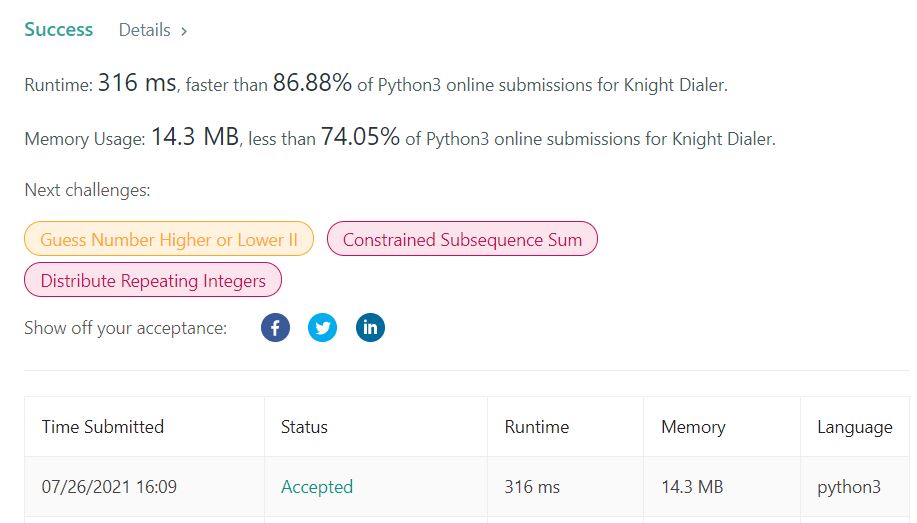 Success Details >
Runtime: 316 ms, faster than 86.88% of Python3 online submissions for Knight Dialer.
Memory Usage: 14.3 MB, less than 74.05% of Python3 online submissions for Knight Dialer.
Next challenges:
Guess Number Higher or Lower II Constrained Subsequence Sum
Distribute Repeating Integers
Show off your acceptance: f in
Time Submitted Status Runtime Memory Language
07/26/2021 16:09 Accepted 316 ms 14.3 MB python3